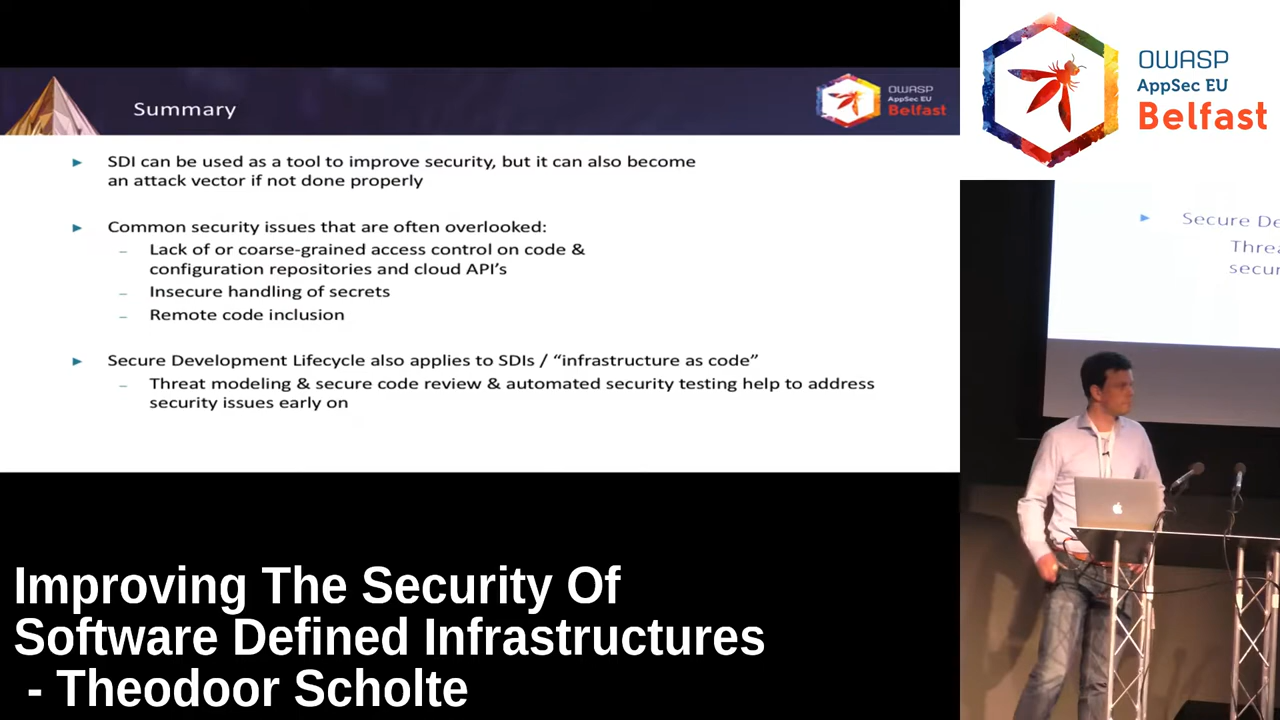 Summary
OWASP
AppSec EU
Belfast
► SDI can be used as a tool to improve security, but it can also become
an attack vector if not done properly
► Common security issues that are often overlooked:
– Lack of or coarse-grained access control on code &
configuration repositories and cloud API’s
– Insecure handling of secrets
– Remote code inclusion
► Secure Development Lifecycle also applies to SDIs / “infrastructure as code”
– Threat modeling & secure code review & automated security testing help to address
security issues early on
OWASP
AppSec EU
Belfast
► Secure De
Threa
secur
Improving The Security Of
Software Defined Infrastructures
- Theodoor Scholte